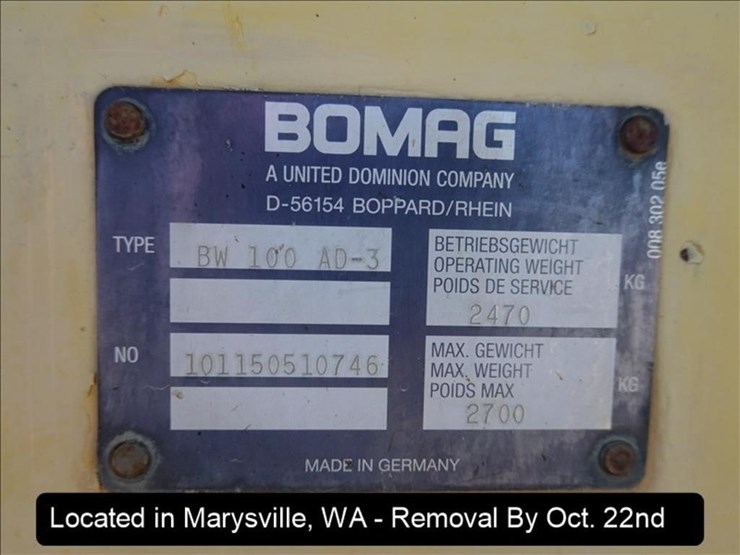 BOMAG
A UNITED DOMINION COMPANY
D-56154 BOPPARD/RHEIN
008 302 056
TYPE BW 100 AD-3
BETRIEBSGEWICHT
OPERATING WEIGHT
POIDS DE SERVICE
KG
2470
NO 101150510746
MAX. GEWICHT
MAX. WEIGHT
POIDS MAX
KG
2700
MADE IN GERMANY
Located in Marysville, WA - Removal By Oct. 22nd